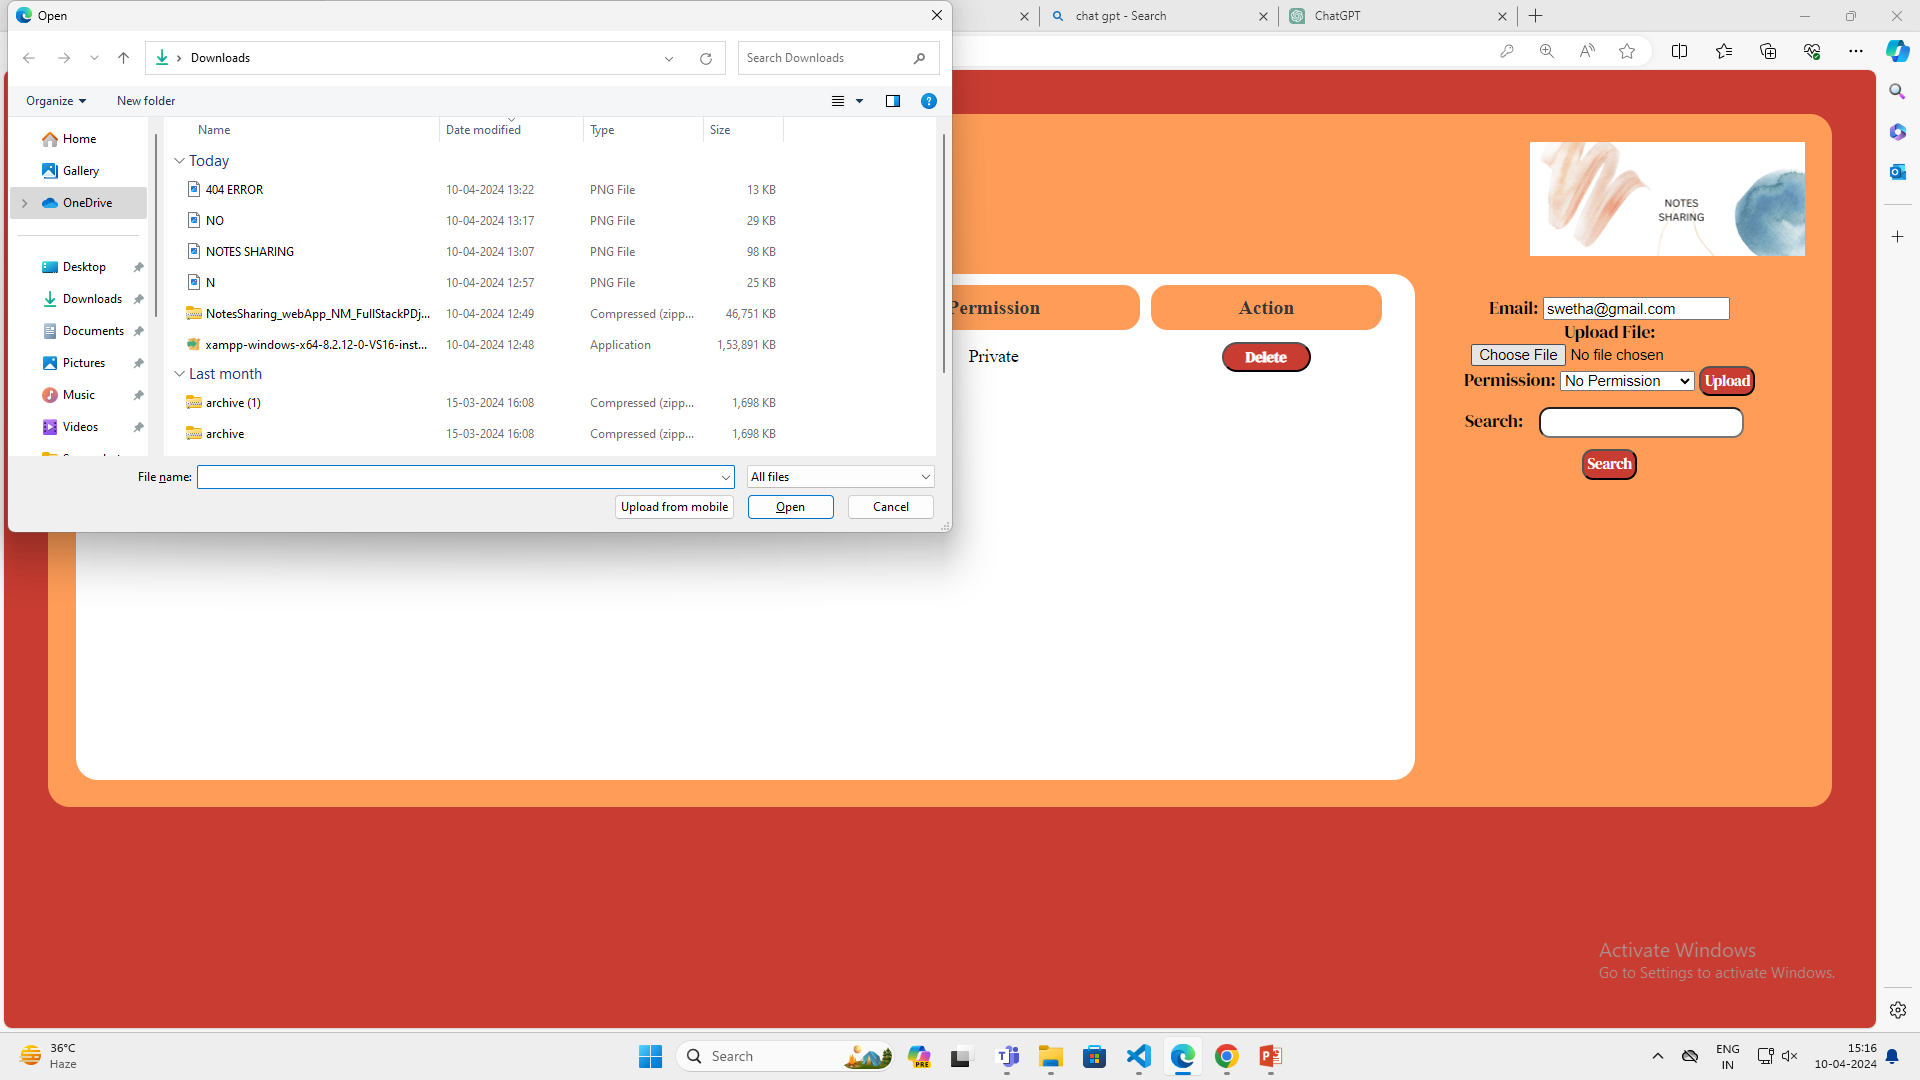 Open
chat gpt - Search
ChatGPT
Downloads
Search Downloads
Organize
New folder
Name
Date modified
Type
Size
Home
Gallery
OneDrive
Desktop
Downloads
Documents
Pictures
Music
Videos
Today
404 ERROR 10-04-2024 13:22 PNG File 13 KB
NO 10-04-2024 13:17 PNG File 29 KB
NOTES SHARING 10-04-2024 13:07 PNG File 98 KB
N 10-04-2024 12:57 PNG File 25 KB
NotesSharing_webApp_NM_FullStackPDj... 10-04-2024 12:49 Compressed (zipp... 46,751 KB
xampp-windows-x64-8.2.12-0-VS16-inst... 10-04-2024 12:48 Application 1,53,891 KB
Last month
archive (1) 15-03-2024 16:08 Compressed (zipp... 1,698 KB
archive 15-03-2024 16:08 Compressed (zipp... 1,698 KB
File name:
All files
Upload from mobile
Open
Cancel
NOTES
SHARING
Permission
Action
Private
Delete
Email: swetha@gmail.com
Upload File:
Choose File No file chosen
Permission: No Permission Upload
Search:
Search
Activate Windows
Go to Settings to activate Windows.
36°C
Haze
Search
PRE
ENG
IN
15:16
10-04-2024